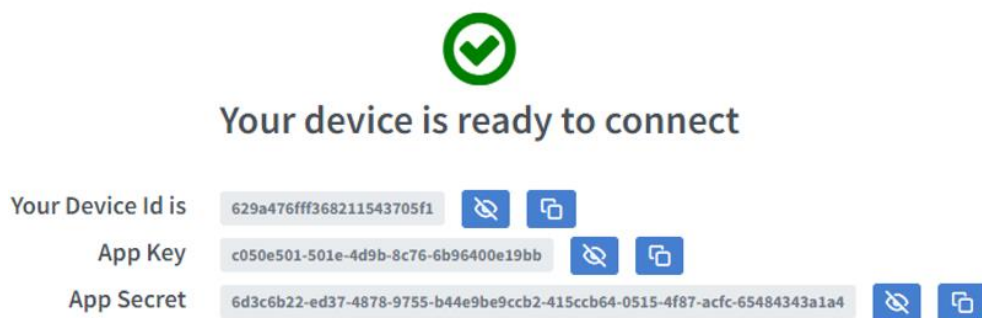 Your device is ready to connect
Your Device Id is 629a476fff368211543705f1
App Key c050e501-501e-4d9b-8c76-6b96400e19bb
App Secret 6d3c6b22-ed37-4878-9755-b44e9be9ccb2-415ccb64-0515-4f87-acfc-65484343a1a4